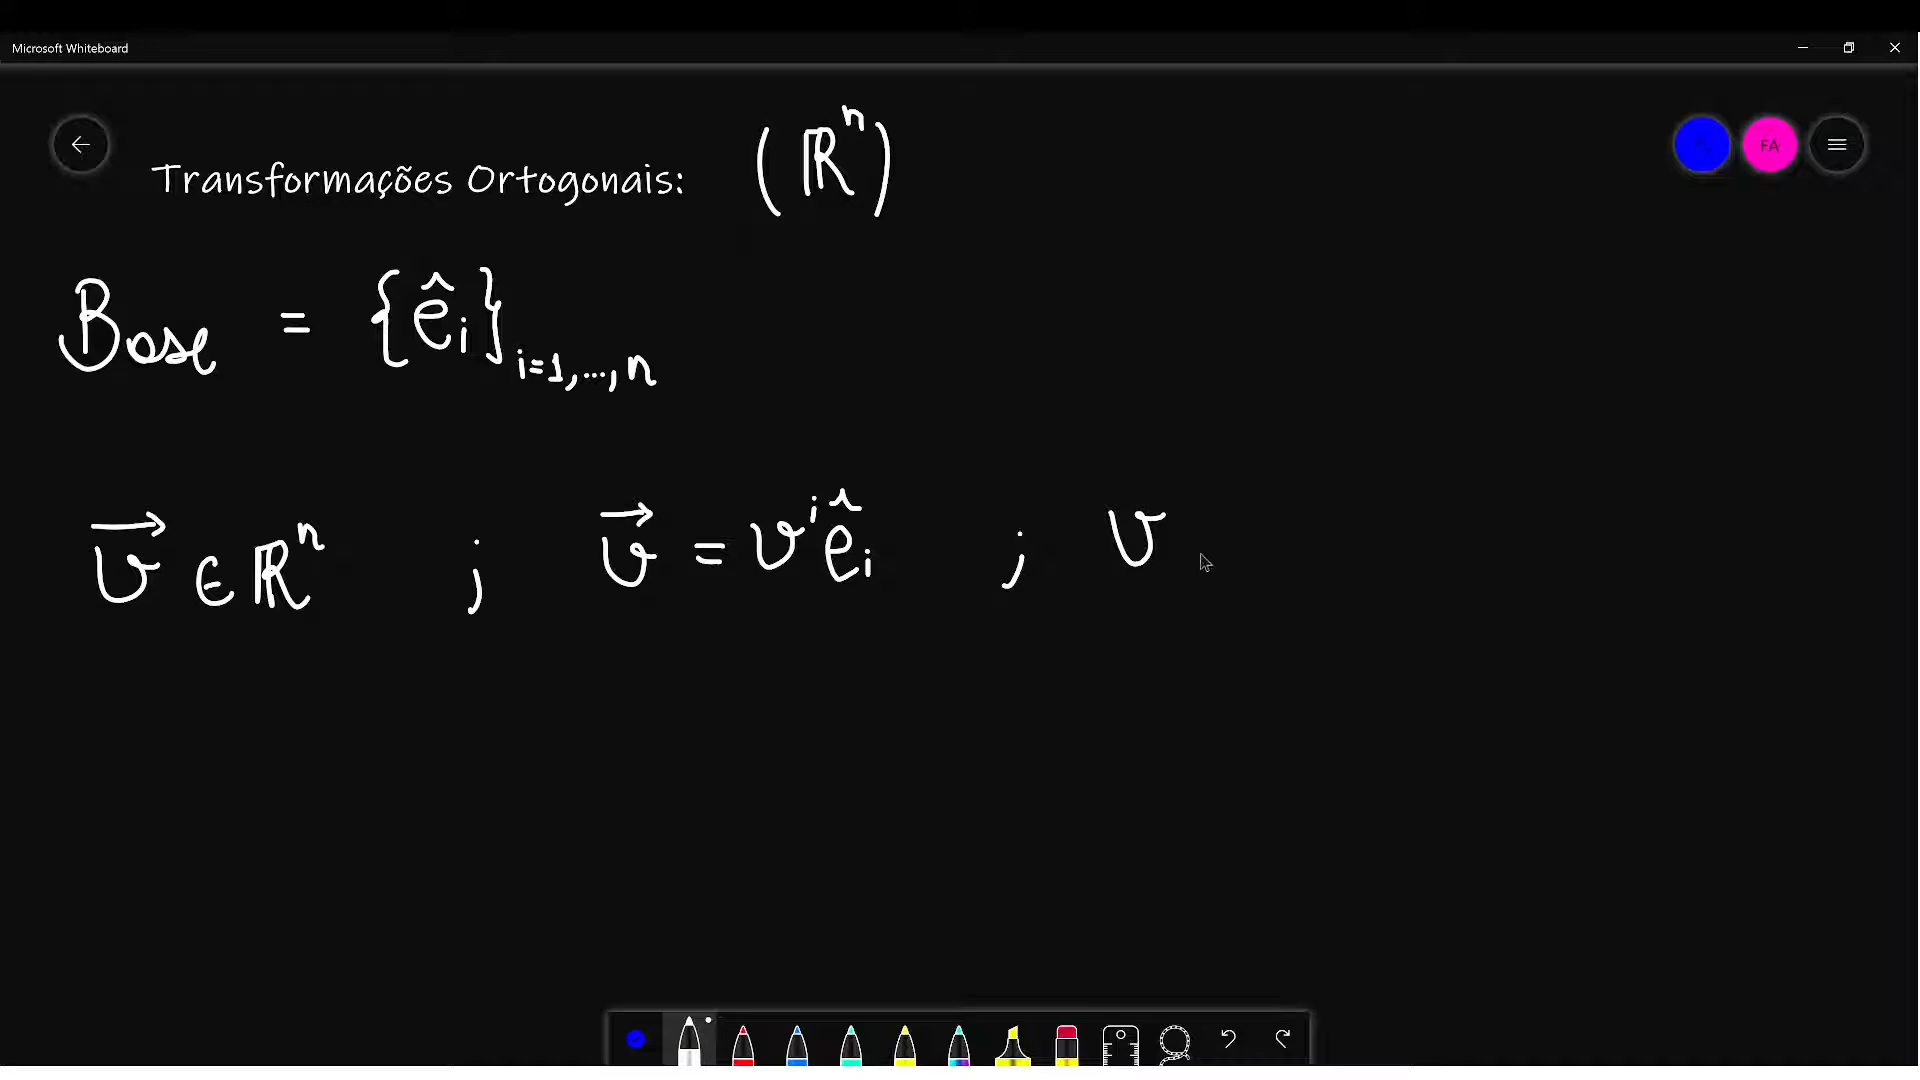 Microsoft Whiteboard
Transformações Ortogonais: (ℝⁿ)
FA
Base = {êᵢ}ᵢ₌₁,...,ₙ
v⃗ ∈ ℝⁿ ; v⃗ = vⁱêᵢ ; v